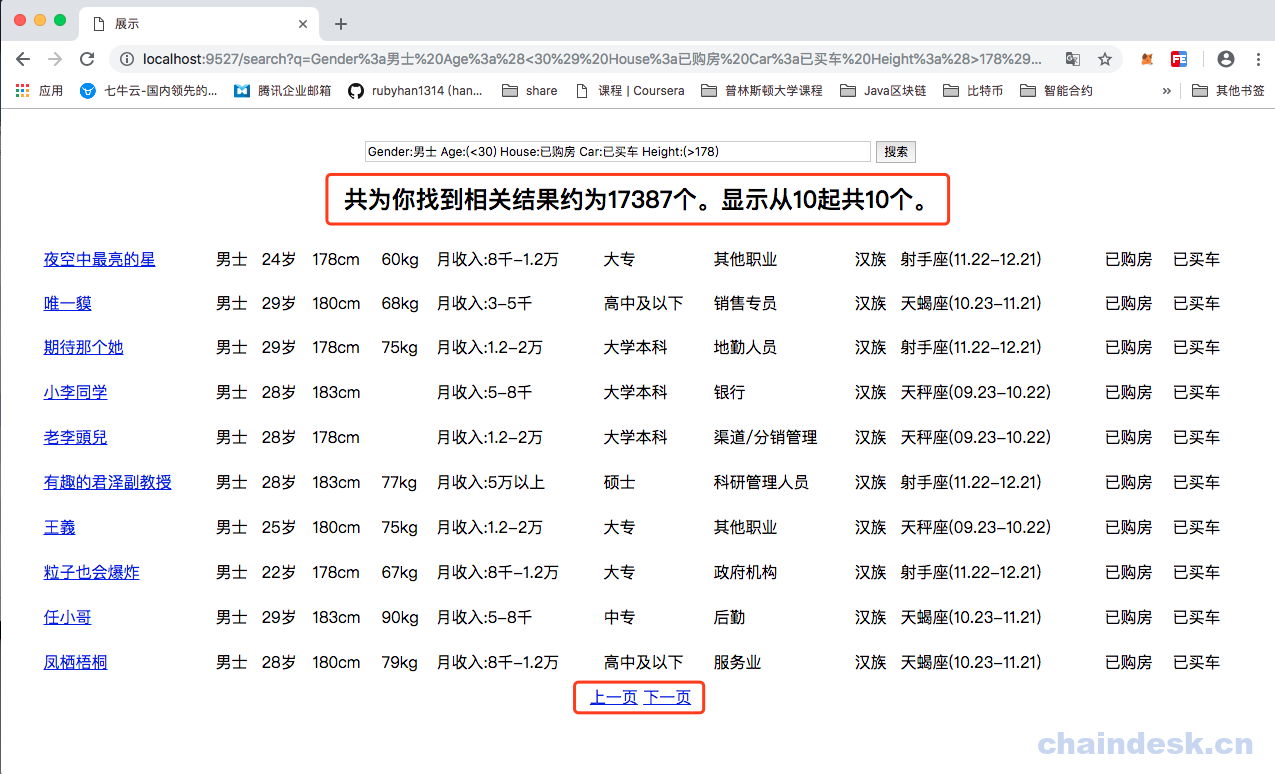 展示
localhost:9527/search?q=Gender%3a男士%20Age%3a%28<30%29%20House%3a已购房%20Car%3a已买车%20Height%3a%28>178%29...
应用 七牛云-国内领先的... 腾讯企业邮箱 rubyhan1314 (han... share 课程 | Coursera 普林斯顿大学课程 Java区块链 比特币 智能合约 » 其他书签
Gender:男士 Age:(<30) House:已购房 Car:已买车 Height:(>178) 搜索
共为你找到相关结果约为17387个。显示从10起共10个。
夜空中最亮的星 男士 24岁 178cm 60kg 月收入:8千-1.2万 大专 其他职业 汉族 射手座(11.22-12.21) 已购房 已买车
唯一貘 男士 29岁 180cm 68kg 月收入:3-5千 高中及以下 销售专员 汉族 天蝎座(10.23-11.21) 已购房 已买车
期待那个她 男士 29岁 178cm 75kg 月收入:1.2-2万 大学本科 地勤人员 汉族 射手座(11.22-12.21) 已购房 已买车
小李同学 男士 28岁 183cm 月收入:5-8千 大学本科 银行 汉族 天秤座(09.23-10.22) 已购房 已买车
老李頭兒 男士 28岁 178cm 月收入:1.2-2万 大学本科 渠道/分销管理 汉族 天秤座(09.23-10.22) 已购房 已买车
有趣的君泽副教授 男士 28岁 183cm 77kg 月收入:5万以上 硕士 科研管理人员 汉族 射手座(11.22-12.21) 已购房 已买车
王義 男士 25岁 180cm 75kg 月收入:1.2-2万 大专 其他职业 汉族 天秤座(09.23-10.22) 已购房 已买车
粒子也会爆炸 男士 22岁 178cm 67kg 月收入:8千-1.2万 大专 政府机构 汉族 射手座(11.22-12.21) 已购房 已买车
任小哥 男士 29岁 183cm 90kg 月收入:5-8千 中专 后勤 汉族 天蝎座(10.23-11.21) 已购房 已买车
凤栖梧桐 男士 28岁 180cm 79kg 月收入:8千-1.2万 高中及以下 服务业 汉族 天蝎座(10.23-11.21) 已购房 已买车
上一页 下一页
chaindesk.cn